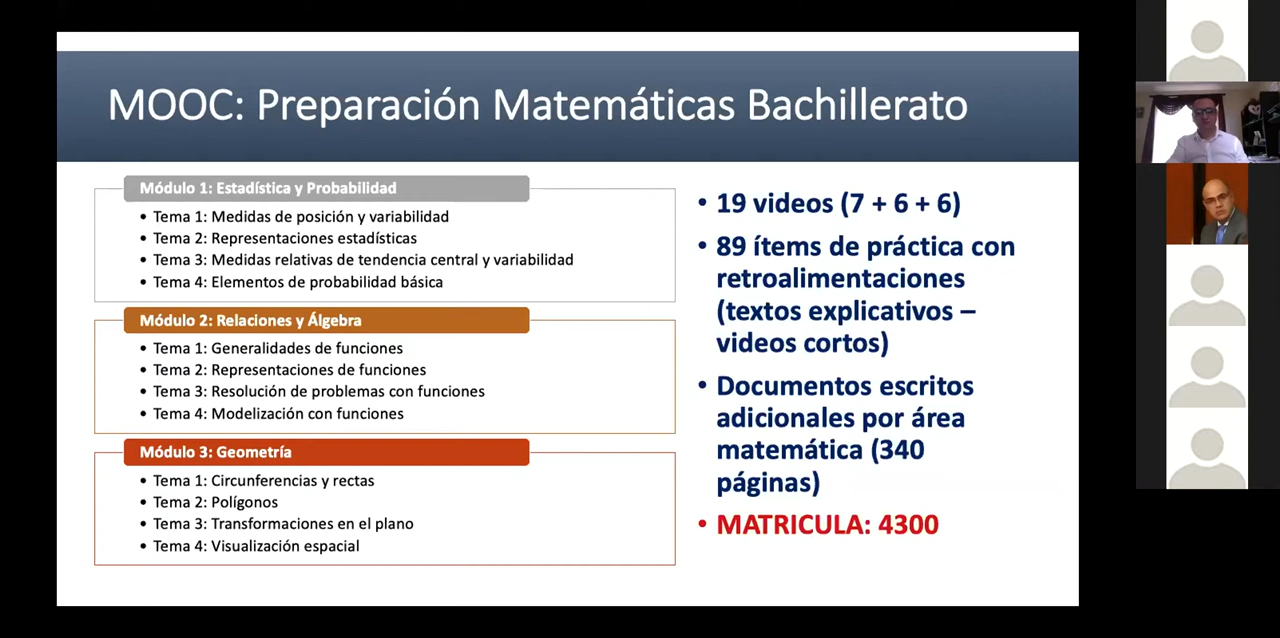 MOOC: Preparación Matemáticas Bachillerato
Módulo 1: Estadística y Probabilidad
• Tema 1: Medidas de posición y variabilidad
• Tema 2: Representaciones estadísticas
• Tema 3: Medidas relativas de tendencia central y variabilidad
• Tema 4: Elementos de probabilidad básica
Módulo 2: Relaciones y Álgebra
• Tema 1: Generalidades de funciones
• Tema 2: Representaciones de funciones
• Tema 3: Resolución de problemas con funciones
• Tema 4: Modelización con funciones
Módulo 3: Geometría
• Tema 1: Circunferencias y rectas
• Tema 2: Polígonos
• Tema 3: Transformaciones en el plano
• Tema 4: Visualización espacial
• 19 videos (7 + 6 + 6)
• 89 ítems de práctica con
retroalimentaciones
(textos explicativos –
videos cortos)
• Documentos escritos
adicionales por área
matemática (340
páginas)
• MATRICULA: 4300